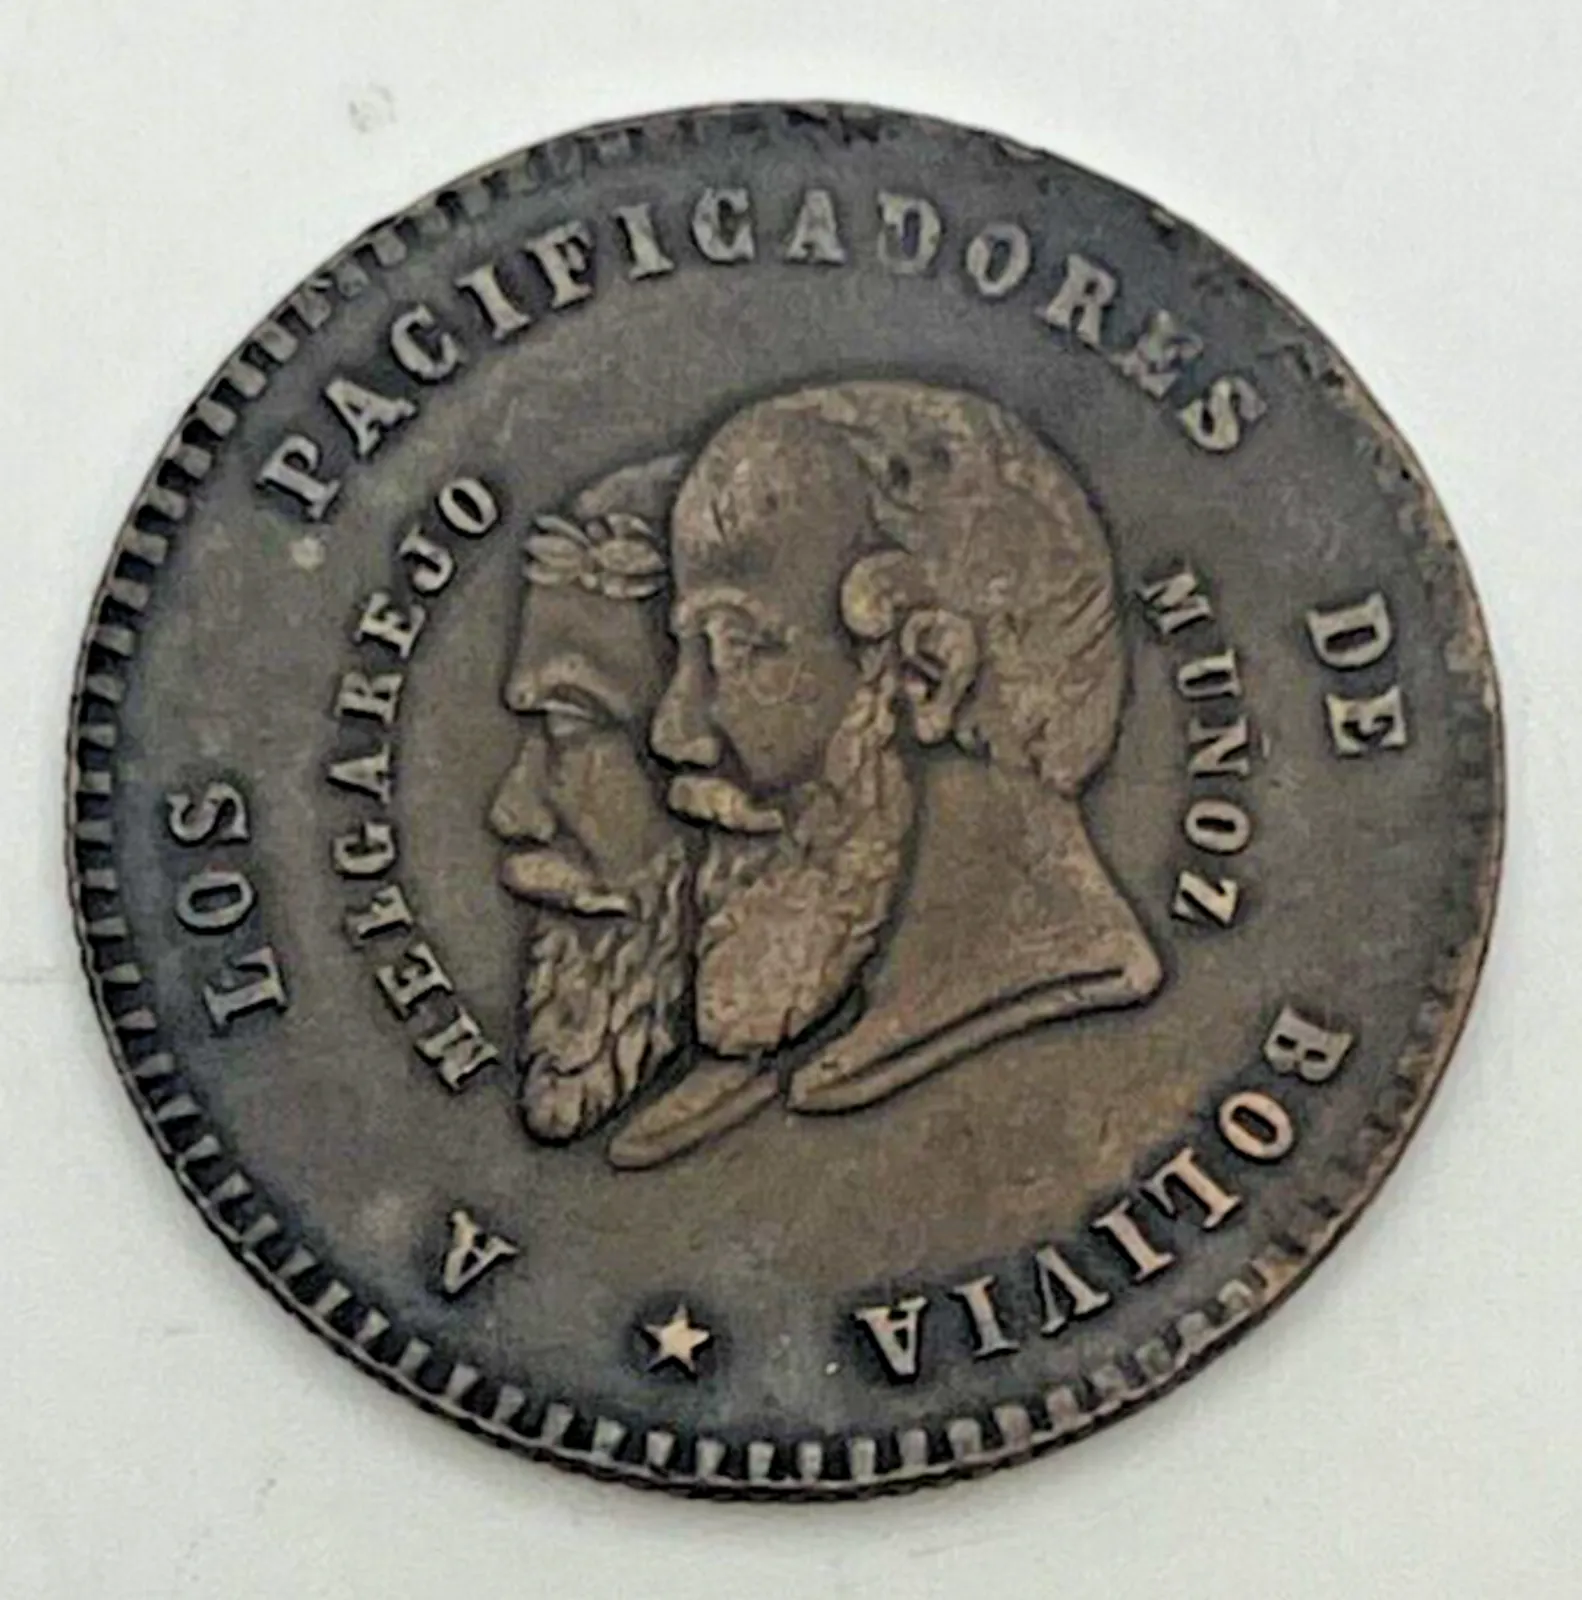 A LOS PACIFICADORES DE BOLIVIA
MELGAREJO
MUÑOZ